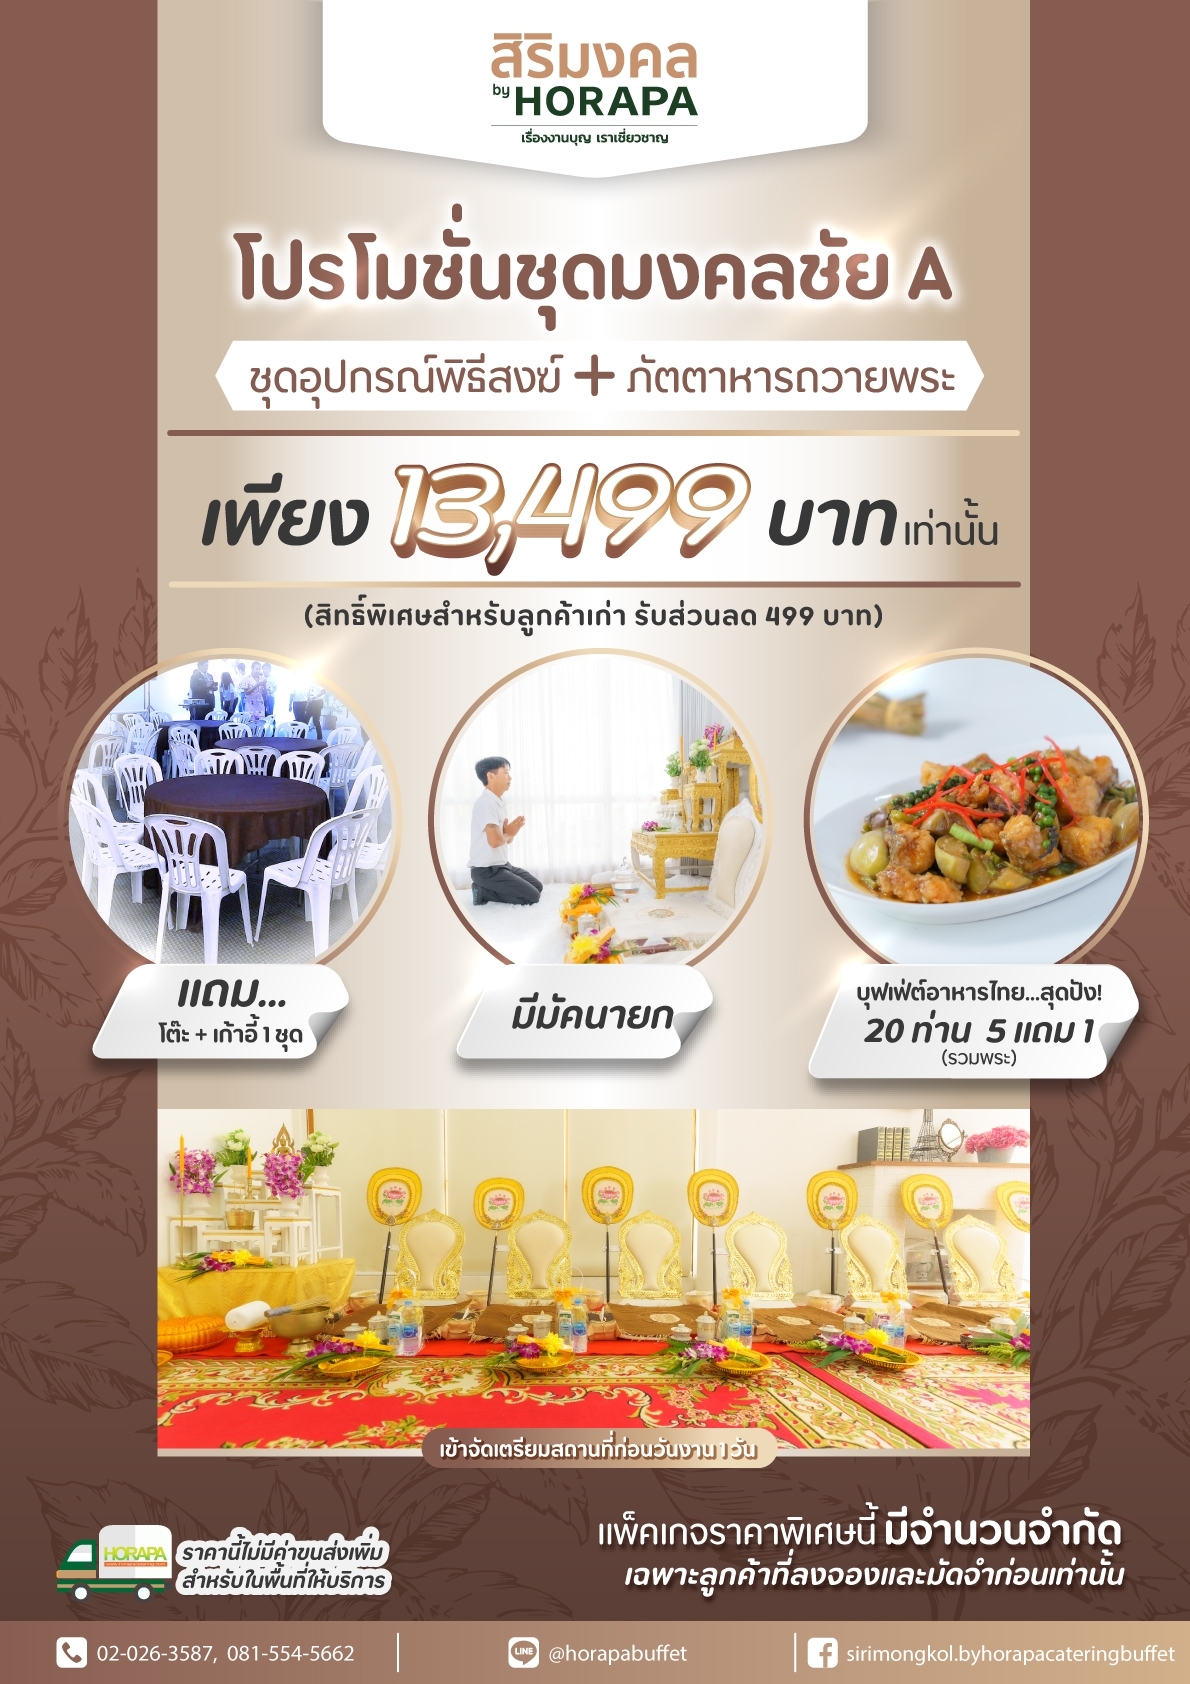 สิริมงคล
by HORAPA
เรื่องงานบุญ เราเชี่ยวชาญ
โปรโมชั่นชุดมงคลชัย A
ชุดอุปกรณ์พิธีสงฆ์ + ภัตตาหารถวายพระ
เพียง 13,499 บาท เท่านั้น
(สิทธิ์พิเศษสำหรับลูกค้าเก่า รับส่วนลด 499 บาท)
แถม...
โต๊ะ + เก้าอี้ 1 ชุด
มีมัคนายก
บุฟเฟ่ต์อาหารไทย...สุดปัง!
20 ท่าน 5 แถม 1
(รวมพระ)
เข้าจัดเตรียมสถานที่ก่อนวันงาน 1 วัน
HORAPA
ราคานี้ไม่มีค่าขนส่งเพิ่ม
สำหรับในพื้นที่ให้บริการ
แพ็คเกจราคาพิเศษนี้ มีจำนวนจำกัด
เฉพาะลูกค้าที่ลงจองและมัดจำก่อนเท่านั้น
02-026-3587, 081-554-5662
LINE @horapabuffet
sirimongkol.byhorapacateringbuffet